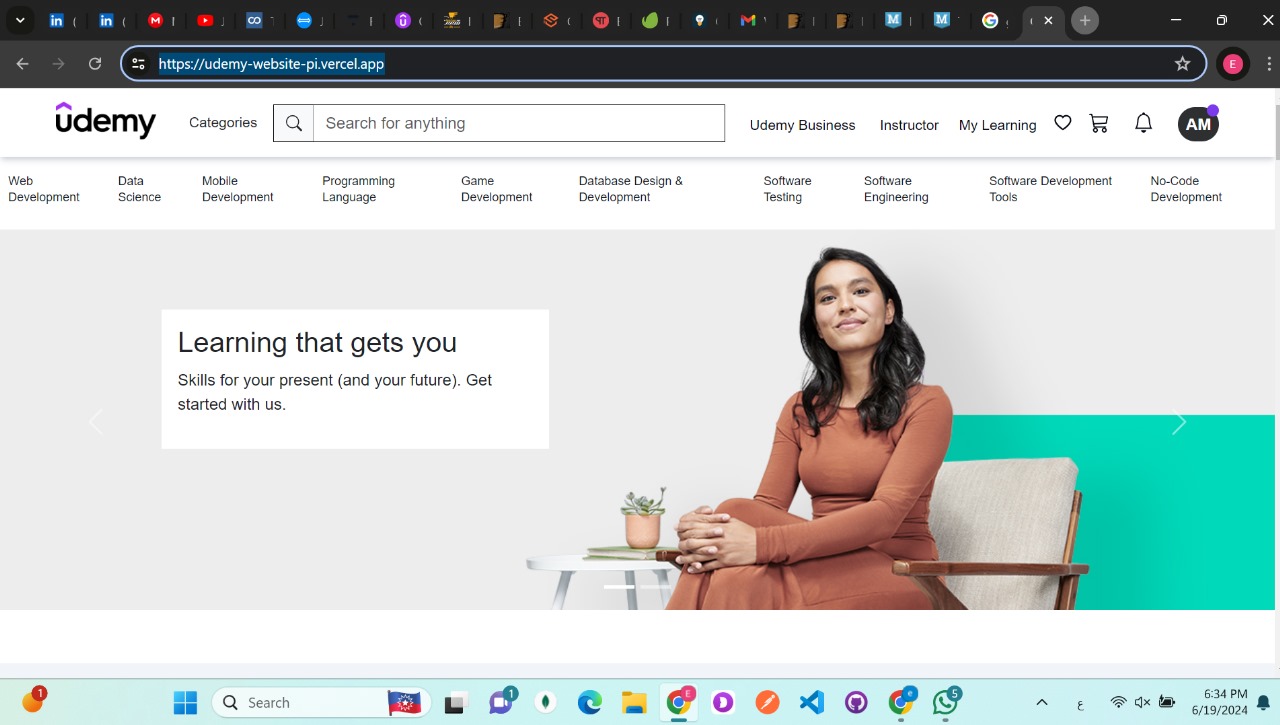 https://udemy-website-pi.vercel.app
E
udemy
Categories
Search for anything
Udemy Business
Instructor
My Learning
AM
Web
Development
Data
Science
Mobile
Development
Programming
Language
Game
Development
Database Design &
Development
Software
Testing
Software
Engineering
Software Development
Tools
No-Code
Development
Learning that gets you
Skills for your present (and your future). Get
started with us.
1
Search
1
E
5
ع
6:34 PM
6/19/2024